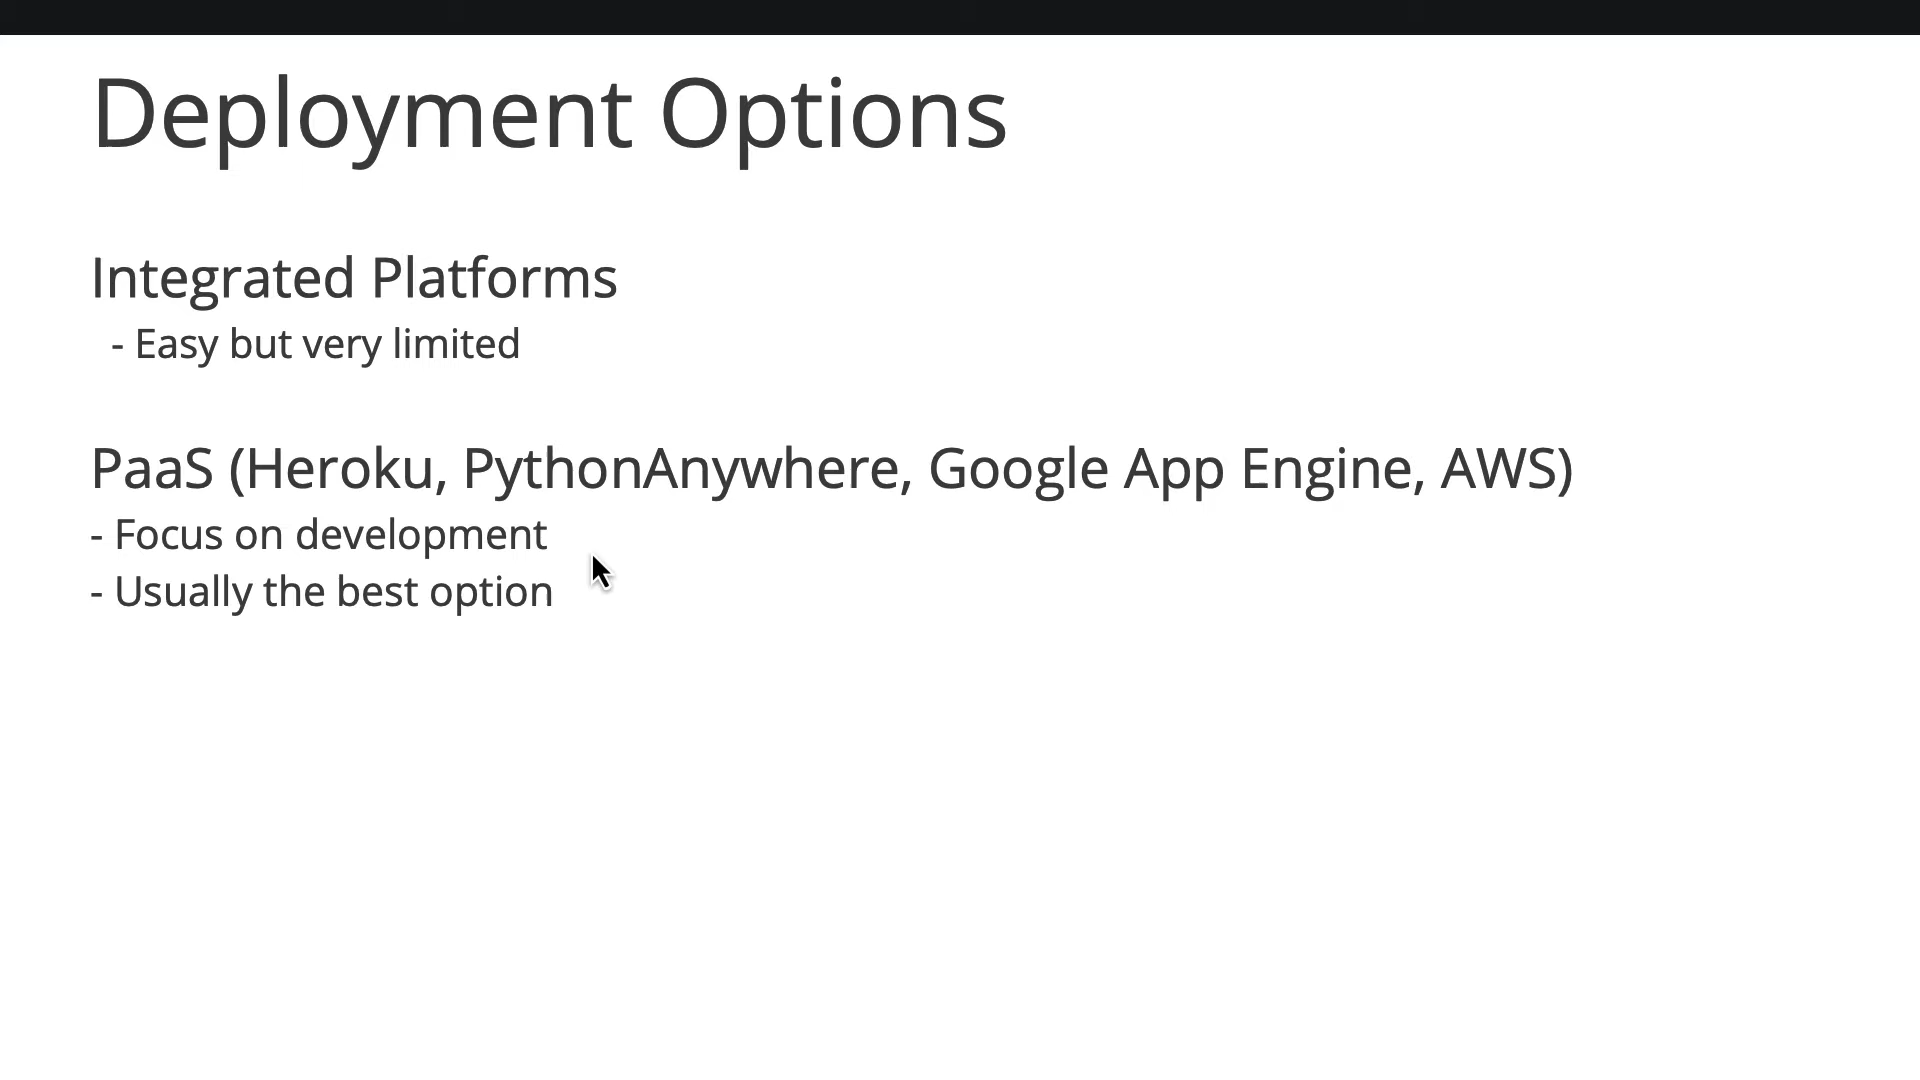 Deployment Options
Integrated Platforms
- Easy but very limited
PaaS (Heroku, PythonAnywhere, Google App Engine, AWS)
- Focus on development
- Usually the best option